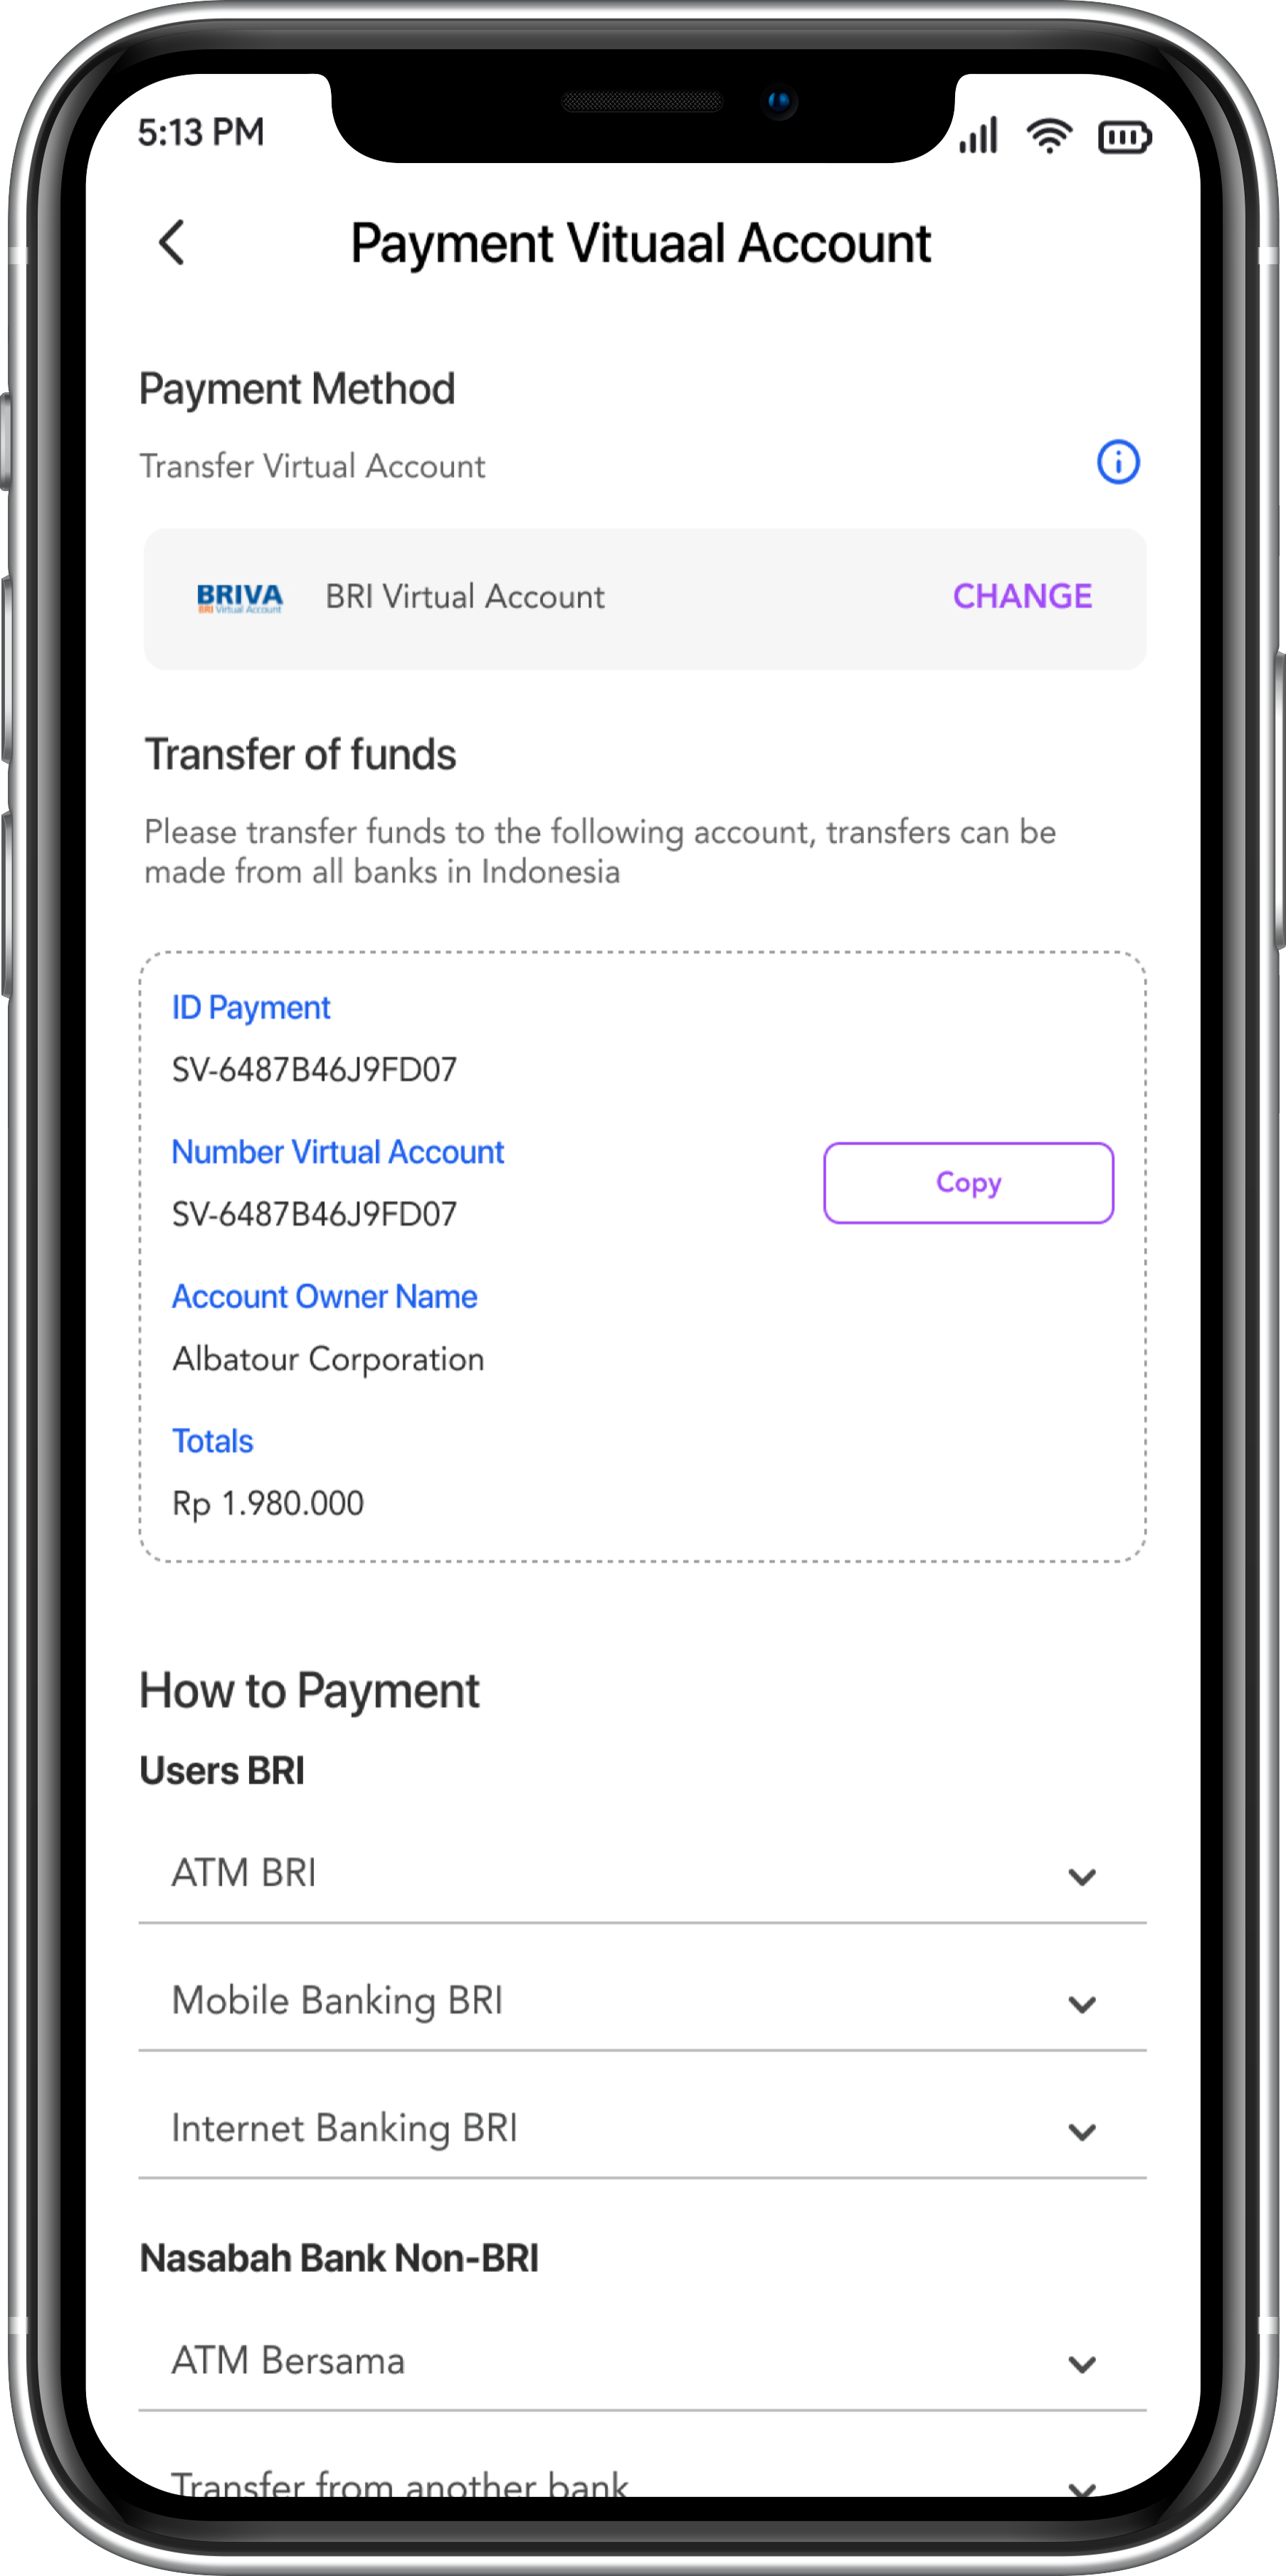 5:13 PM
Payment Vituaal Account
Payment Method
Transfer Virtual Account
BRIVA
BRI Virtual Account
BRI Virtual Account
CHANGE
Transfer of funds
Please transfer funds to the following account, transfers can be
made from all banks in Indonesia
ID Payment
SV-6487B46J9FD07
Number Virtual Account
SV-6487B46J9FD07
Copy
Account Owner Name
Albatour Corporation
Totals
Rp 1.980.000
How to Payment
Users BRI
ATM BRI
Mobile Banking BRI
Internet Banking BRI
Nasabah Bank Non-BRI
ATM Bersama
Transfer from another bank